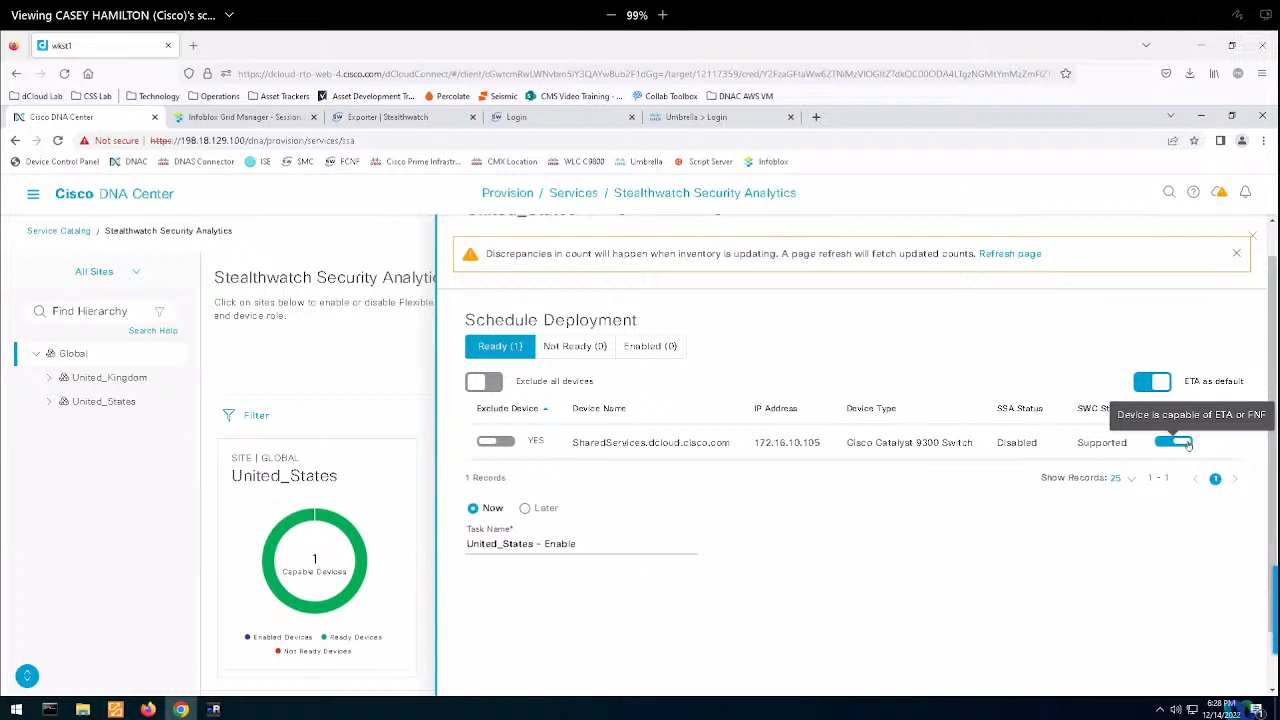 Viewing CASEY HAMILTON (Cisco)'s sc...
99%
wkst1
dCloud Lab
CSS Lab
Technology
Operations
Asset Trackers
Asset Development Tr...
Percolate
Seismic
CMS Video Training - ...
Collab Toolbox
DNAC AWS VM
Cisco DNA Center
Infoblox Grid Manager - Session
Exporter | Stealthwatch
Login
Umbrella > Login
Not secure
https://198.18.129.100/dna/provision/services/ssa
Device Control Panel
DNAC
DNAS Connector
ISE
SMC
FCNF
Cisco Prime Infrastr...
CMX Location
WLC C9800
Umbrella
Script Server
Infoblox
Cisco DNA Center
Provision / Services / Stealthwatch Security Analytics
Service Catalog / Stealthwatch Security Analytics
All Sites
Find Hierarchy
Search Help
Global
United_Kingdom
United_States
Stealthwatch Security Analytic
Click on sites below to enable or disable Flexible
and device role.
Filter
SITE | GLOBAL
United_States
1
Capable Devices
Enabled Devices
Ready Devices
Not Ready Devices
Discrepancies in count will happen when inventory is updating. A page refresh will fetch updated counts. Refresh page
Schedule Deployment
Ready (1)
Not Ready (0)
Enabled (0)
Exclude all devices
ETA as default
Exclude Device
Device Name
IP Address
Device Type
SSA Status
SWC St
Device is capable of ETA or FNF
YES
SharedServices.dcloud.cisco.com
172.16.10.105
Cisco Catalyst 9300 Switch
Disabled
Supported
1 Records
Show Records: 25
1 - 1
1
Now
Later
Task Name*
United_States - Enable
6:28 PM
12/14/2022